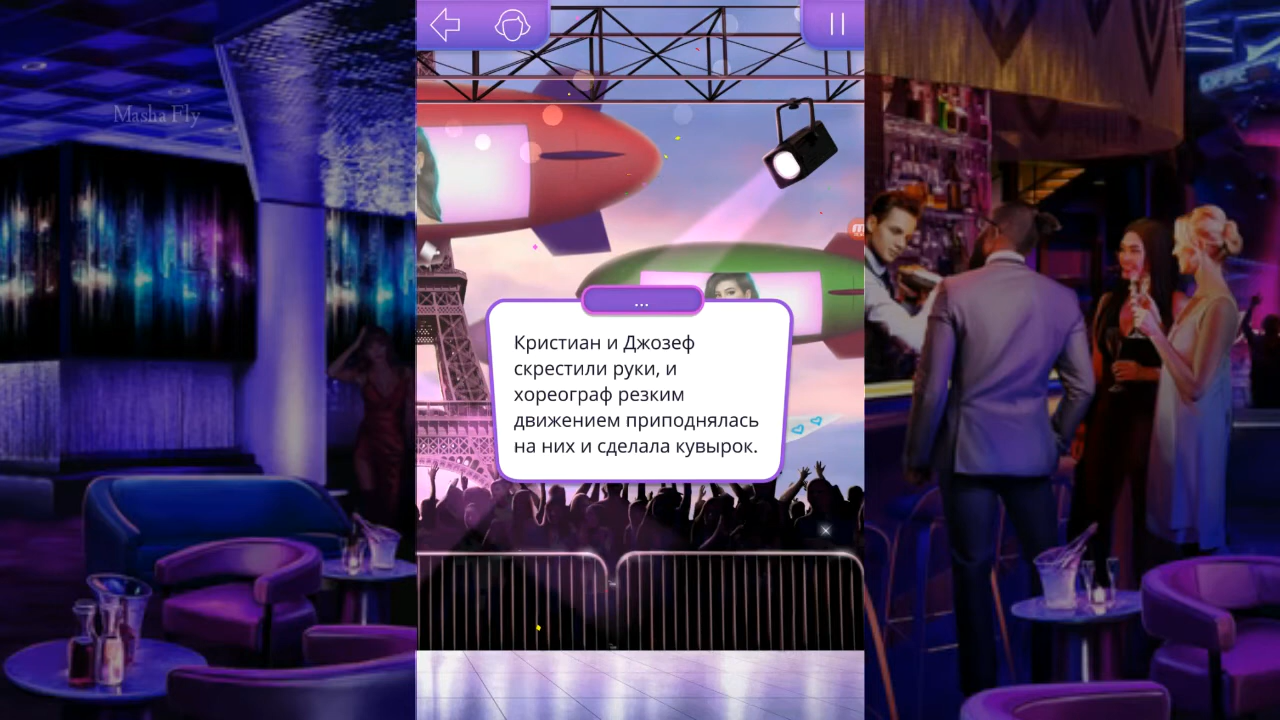 Masha Fly
...
Кристиан и Джозеф
скрестили руки, и
хореограф резким
движением приподнялась
на них и сделала кувырок.